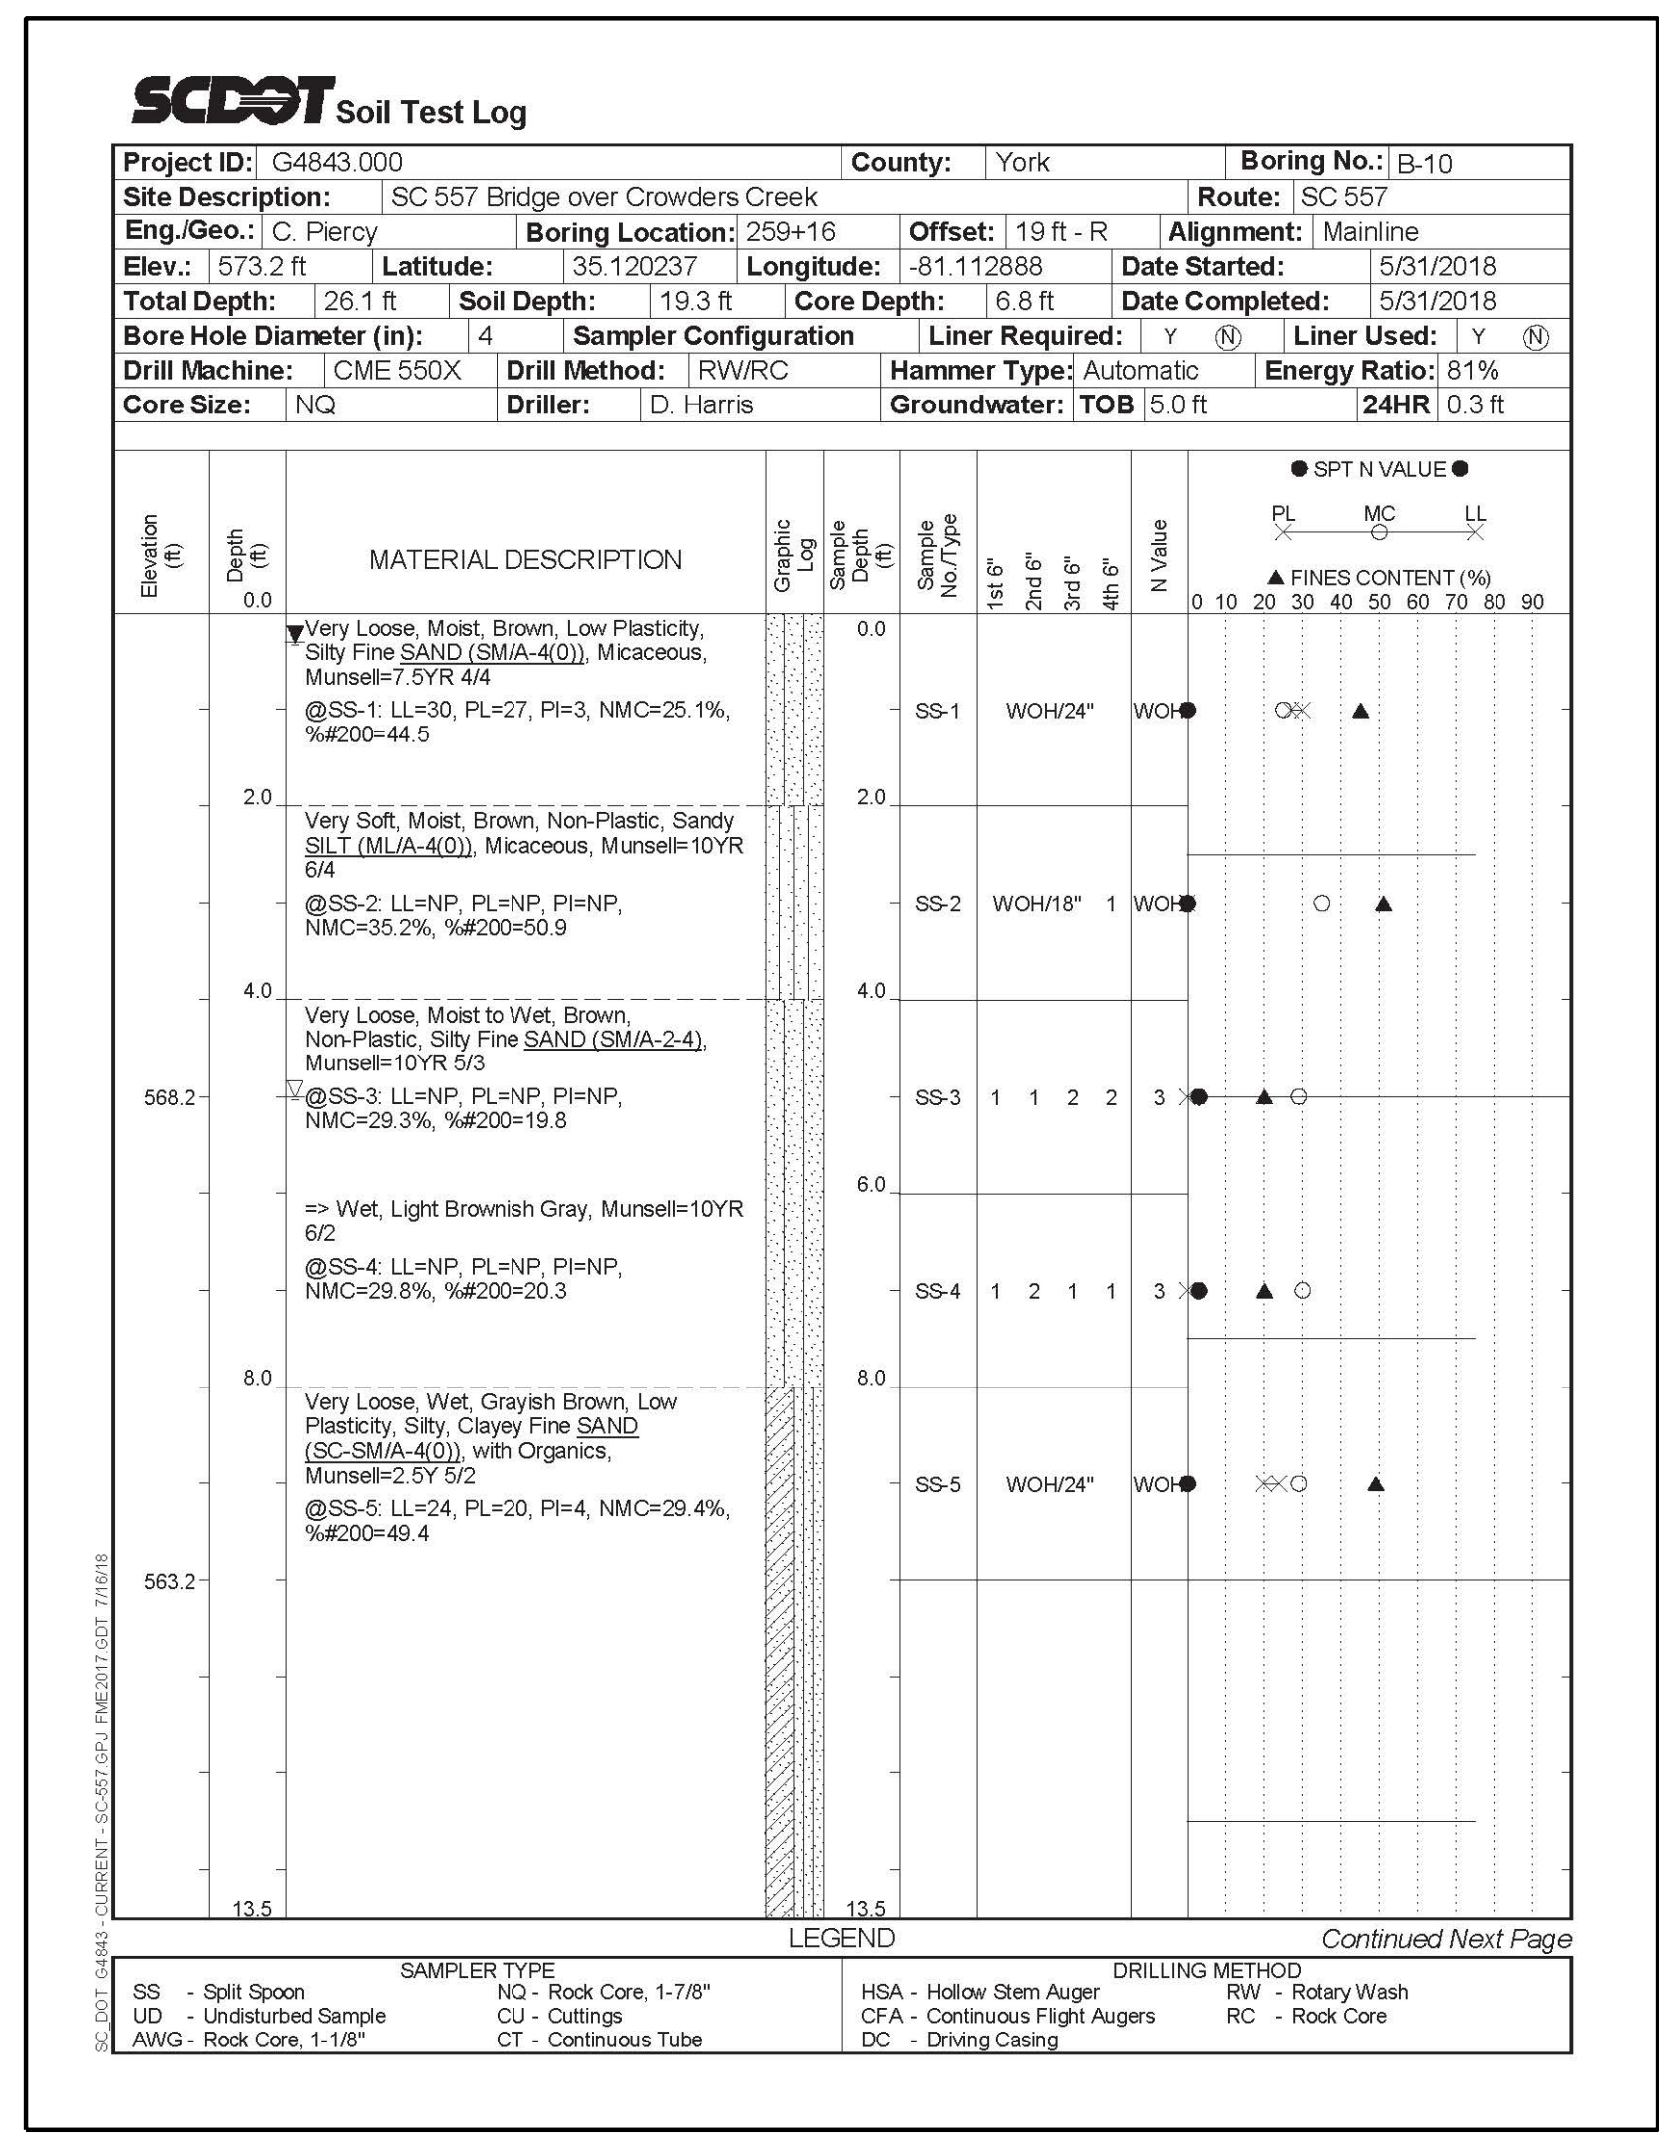 SCDOT Soil Test Log
Project ID: G4843.000 County: York Boring No.: B-10
Site Description: SC 557 Bridge over Crowders Creek Route: SC 557
Eng./Geo.: C. Piercy Boring Location: 259+16 Offset: 19 ft - R Alignment: Mainline
Elev.: 573.2 ft Latitude: 35.120237 Longitude: -81.112888 Date Started: 5/31/2018
Total Depth: 26.1 ft Soil Depth: 19.3 ft Core Depth: 6.8 ft Date Completed: 5/31/2018
Bore Hole Diameter (in): 4 Sampler Configuration Liner Required: Y Ⓝ Liner Used: Y Ⓝ
Drill Machine: CME 550X Drill Method: RW/RC Hammer Type: Automatic Energy Ratio: 81%
Core Size: NQ Driller: D. Harris Groundwater: TOB 5.0 ft 24HR 0.3 ft
Elevation (ft)
Depth (ft)
0.0
MATERIAL DESCRIPTION
Graphic Log
Sample Depth (ft)
Sample No./Type
1st 6"
2nd 6"
3rd 6"
4th 6"
N Value
● SPT N VALUE ●
PL MC LL
▲ FINES CONTENT (%)
0 10 20 30 40 50 60 70 80 90
Very Loose, Moist, Brown, Low Plasticity, 0.0
Silty Fine SAND (SM/A-4(0)), Micaceous,
Munsell=7.5YR 4/4
@SS-1: LL=30, PL=27, PI=3, NMC=25.1%, SS-1 WOH/24" WOH
%#200=44.5
2.0 2.0
Very Soft, Moist, Brown, Non-Plastic, Sandy
SILT (ML/A-4(0)), Micaceous, Munsell=10YR
6/4
@SS-2: LL=NP, PL=NP, PI=NP, SS-2 WOH/18" 1 WOH
NMC=35.2%, %#200=50.9
4.0 4.0
Very Loose, Moist to Wet, Brown,
Non-Plastic, Silty Fine SAND (SM/A-2-4),
Munsell=10YR 5/3
568.2 @SS-3: LL=NP, PL=NP, PI=NP, SS-3 1 1 2 2 3
NMC=29.3%, %#200=19.8
6.0
=> Wet, Light Brownish Gray, Munsell=10YR
6/2
@SS-4: LL=NP, PL=NP, PI=NP,
NMC=29.8%, %#200=20.3 SS-4 1 2 1 1 3
8.0 8.0
Very Loose, Wet, Grayish Brown, Low
Plasticity, Silty, Clayey Fine SAND
(SC-SM/A-4(0)), with Organics,
Munsell=2.5Y 5/2 SS-5 WOH/24" WOH
@SS-5: LL=24, PL=20, PI=4, NMC=29.4%,
%#200=49.4
563.2
13.5 13.5
LEGEND Continued Next Page
SAMPLER TYPE
SS - Split Spoon NQ - Rock Core, 1-7/8"
UD - Undisturbed Sample CU - Cuttings
AWG - Rock Core, 1-1/8" CT - Continuous Tube
DRILLING METHOD
HSA - Hollow Stem Auger RW - Rotary Wash
CFA - Continuous Flight Augers RC - Rock Core
DC - Driving Casing
SC_DOT G4843 - CURRENT - SC-557.GPJ FME2017.GDT 7/16/18